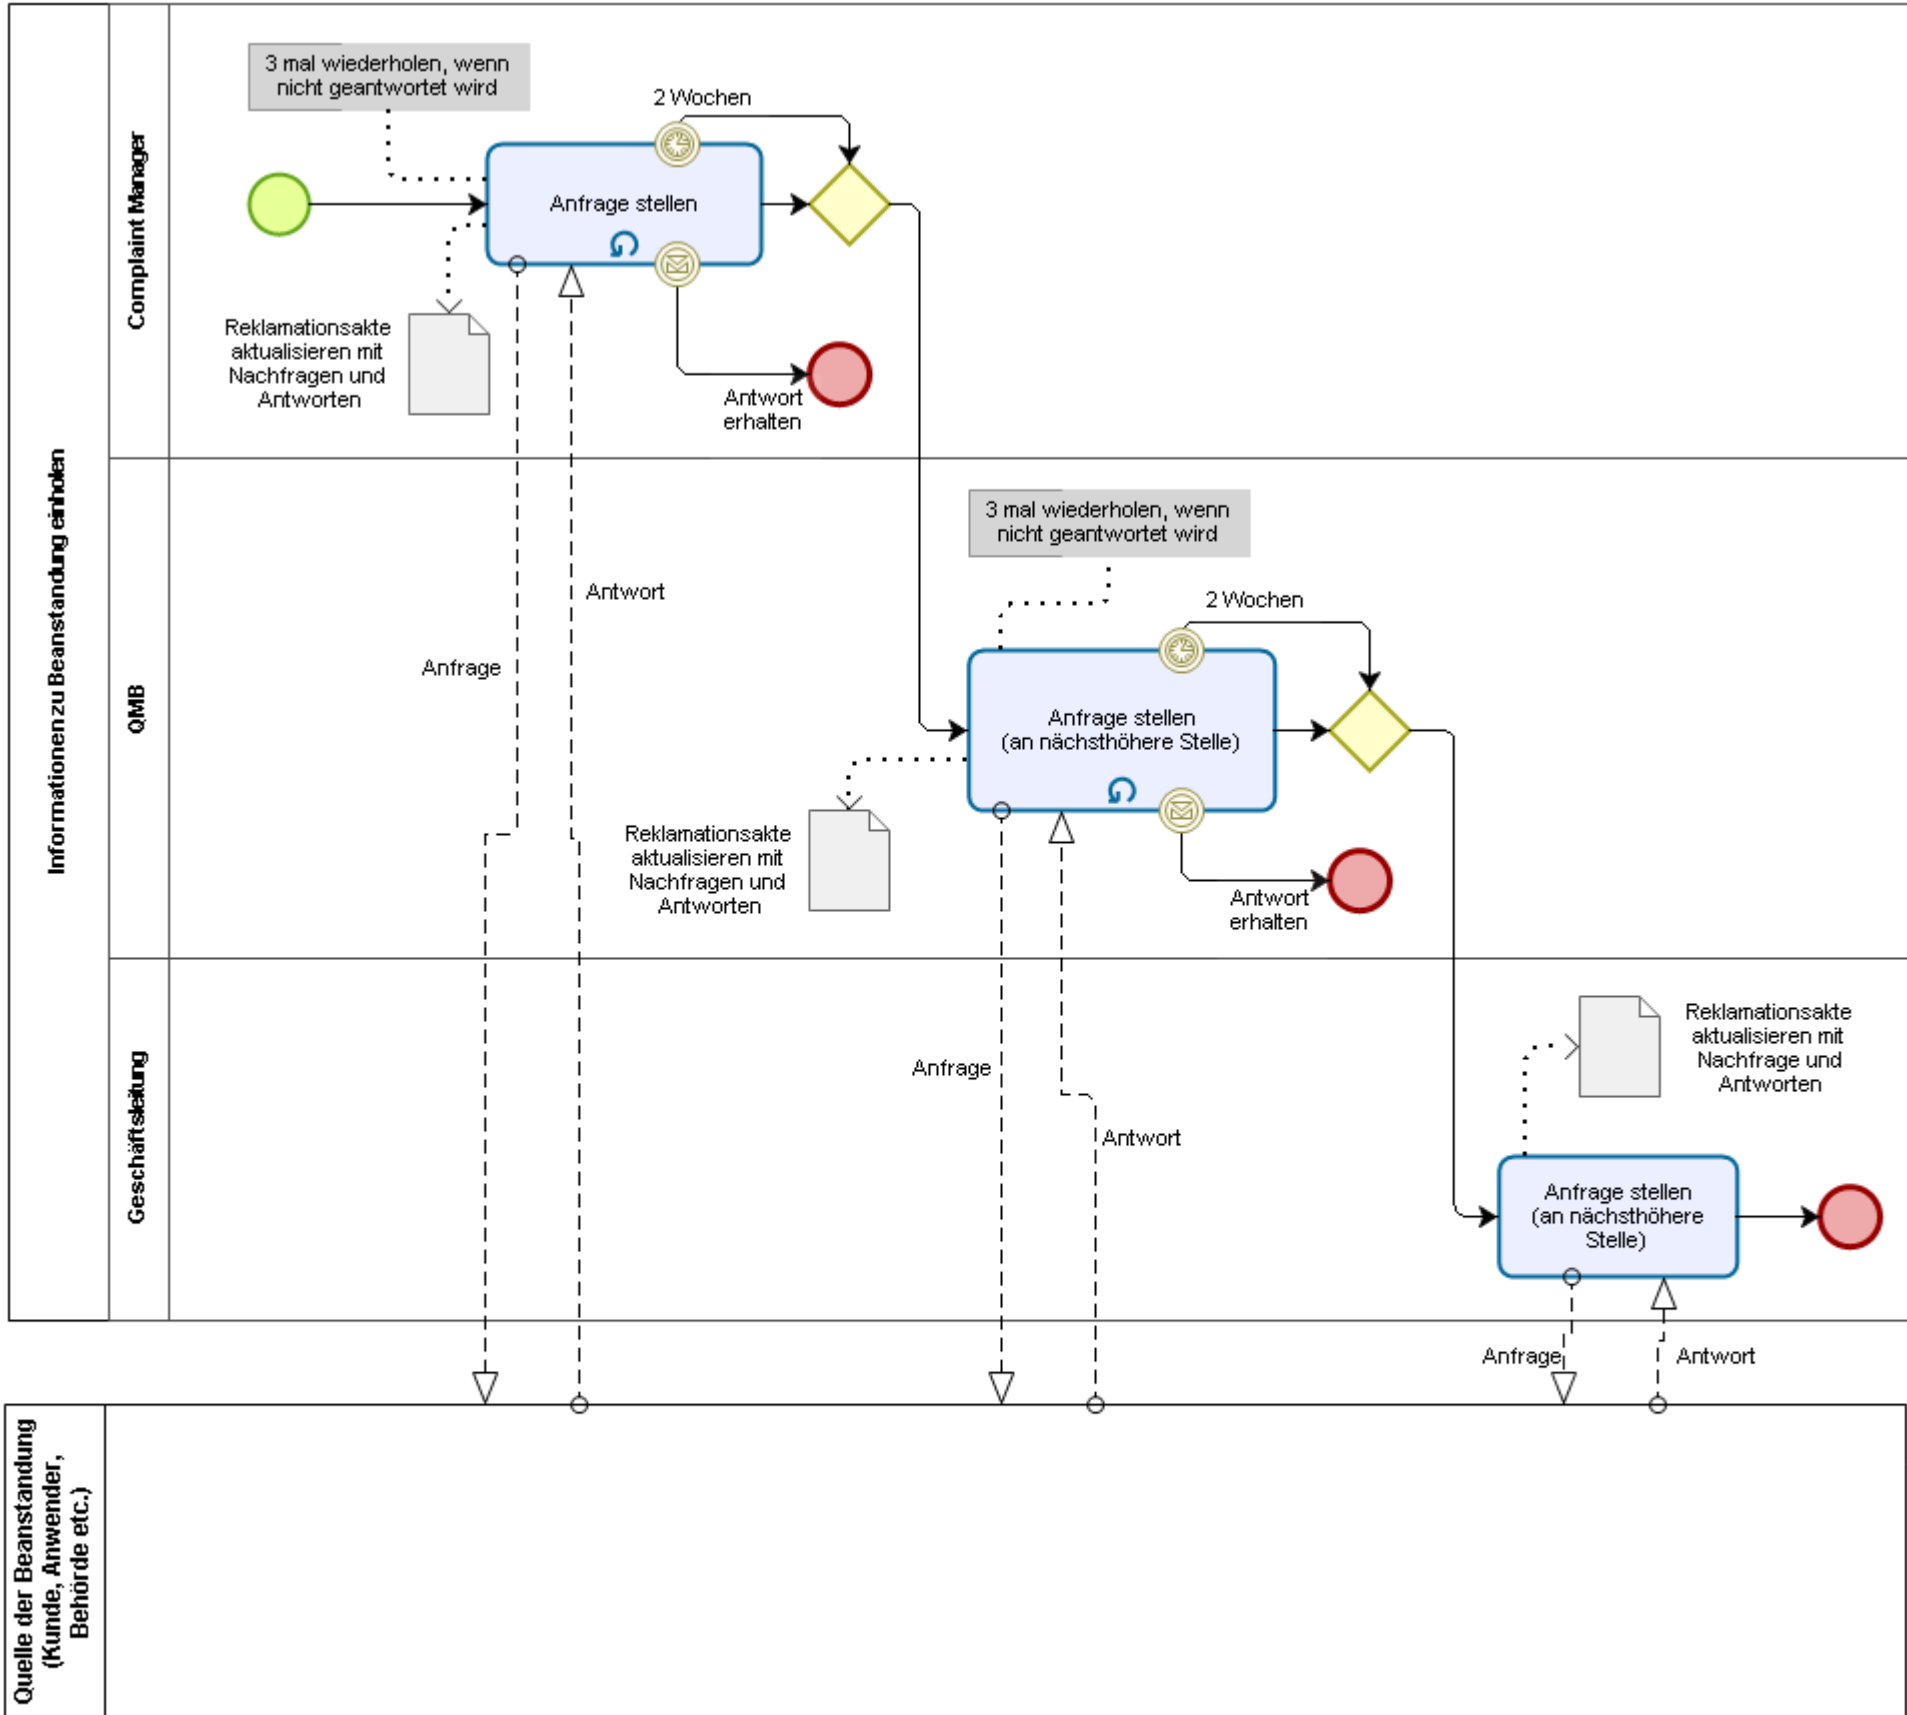 Informationen zu Beanstandung einholen
Complaint Manager
3 mal wiederholen, wenn
nicht geantwortet wird
2 Wochen
Anfrage stellen
Reklamationsakte
aktualisieren mit
Nachfragen und
Antworten
Antwort
erhalten
QMB
3 mal wiederholen, wenn
nicht geantwortet wird
Antwort
2 Wochen
Anfrage
Anfrage stellen
(an nächsthöhere Stelle)
Reklamationsakte
aktualisieren mit
Nachfragen und
Antworten
Antwort
erhalten
Geschäftsleitung
Reklamationsakte
aktualisieren mit
Nachfrage und
Antworten
Anfrage
Antwort
Anfrage stellen
(an nächsthöhere
Stelle)
Anfrage
Antwort
Quelle der Beanstandung
(Kunde, Anwender,
Behörde etc.)